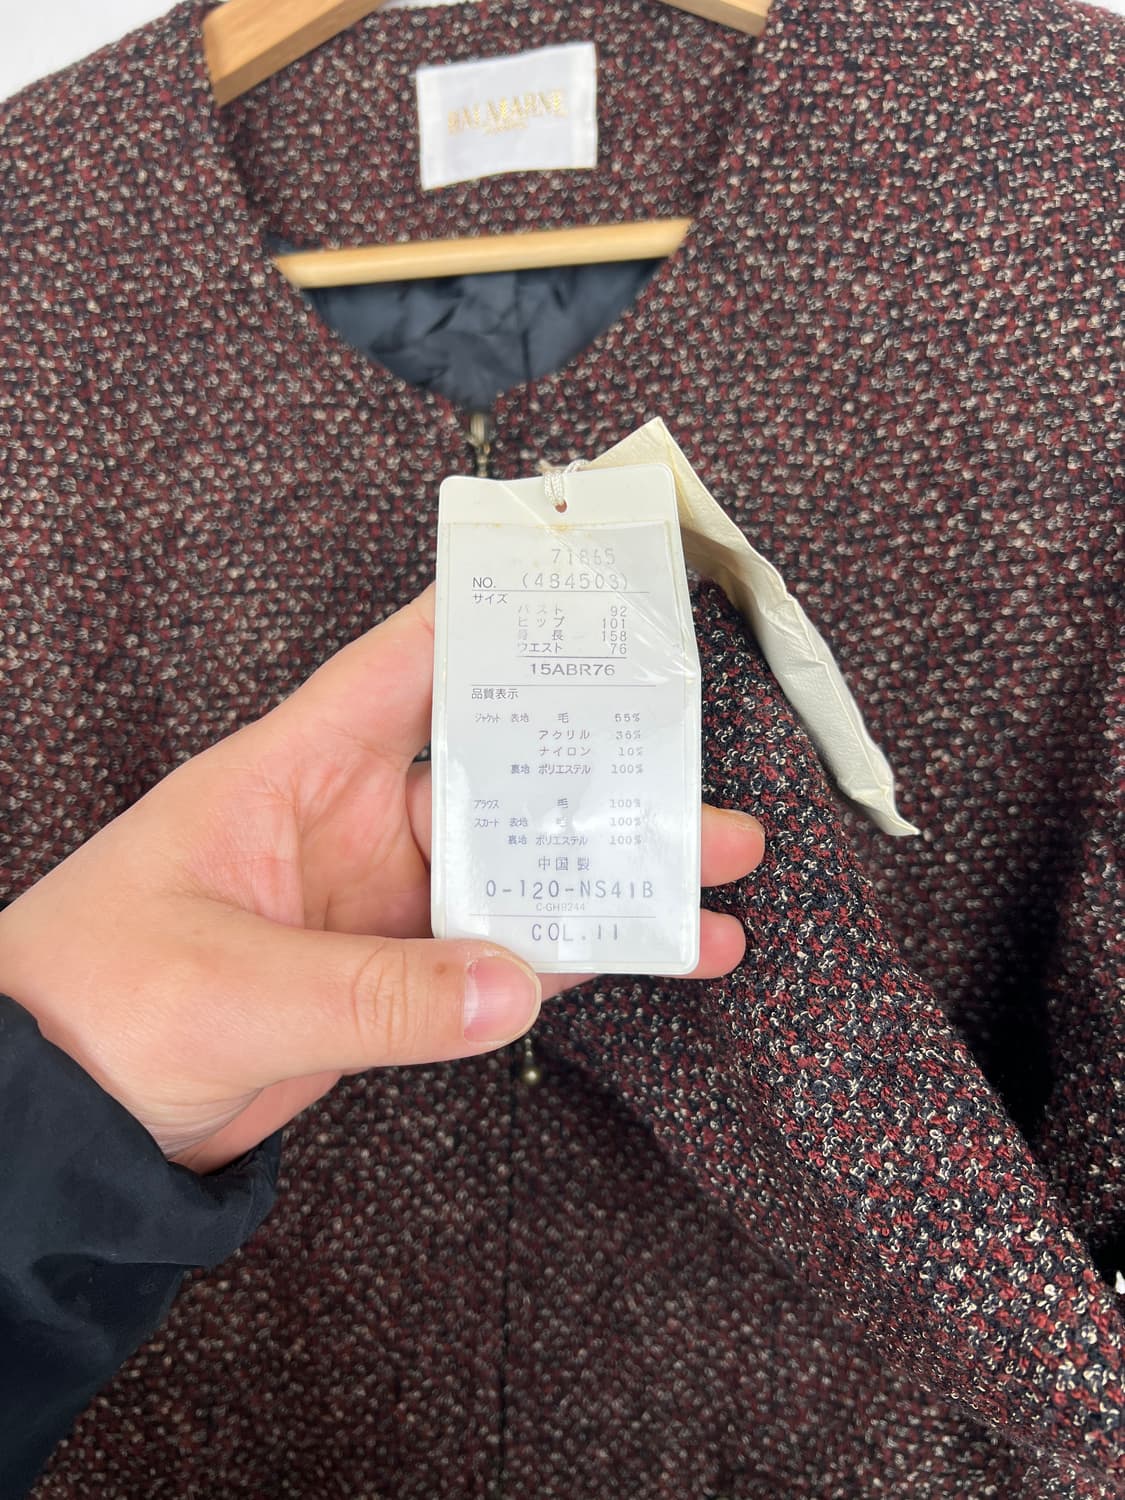 71865
NO. (484503)
サイズ
バスト 92
ヒップ 101
身長 158
ウエスト 76
15ABR76
品質表示
ジャケット 表地 毛 55%
アクリル 35%
ナイロン 10%
裏地 ポリエステル 100%
ブラウス 毛 100%
スカート 表地 毛 100%
裏地 ポリエステル 100%
中国製
0-120-NS41B
C-GH9244
COL.11